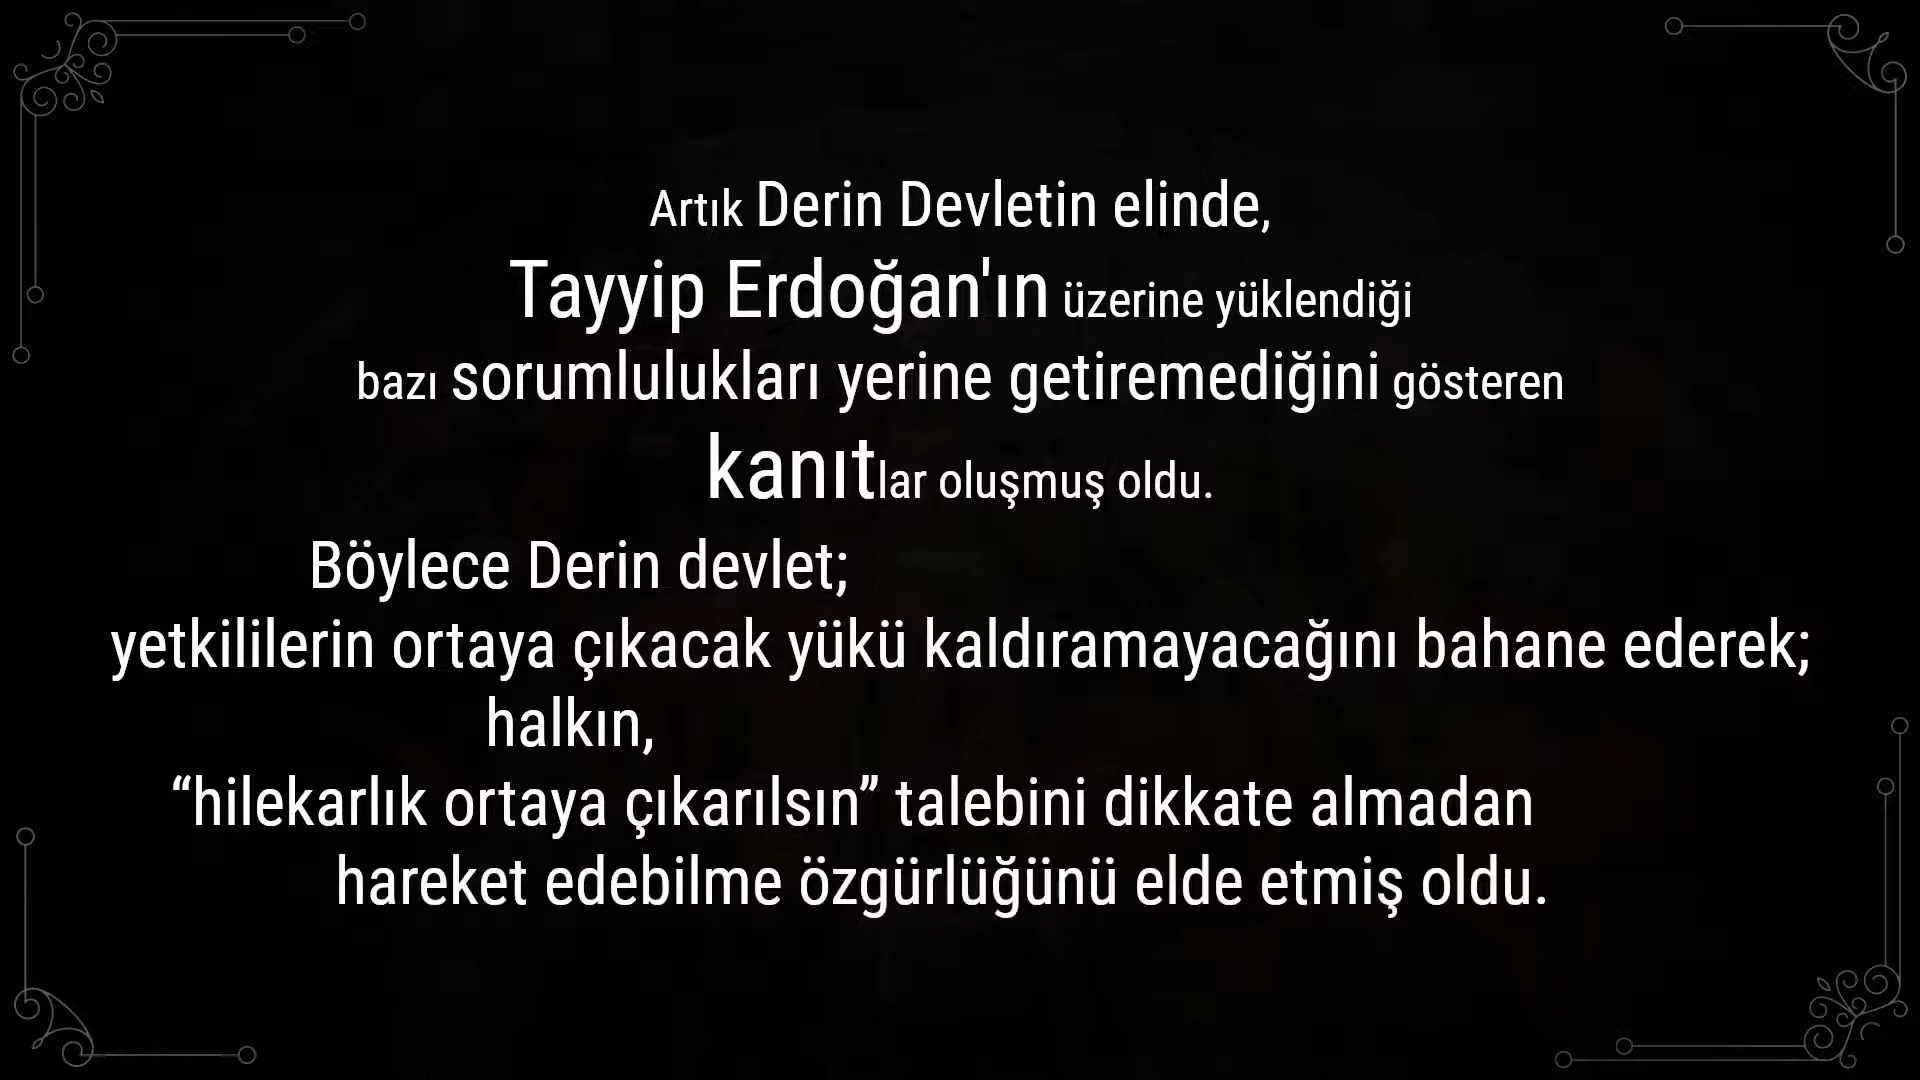 Artık Derin Devletin elinde,
Tayyip Erdoğan'ın üzerine yüklendiği
bazı sorumlulukları yerine getiremediğini gösteren
kanıtlar oluşmuş oldu.
Böylece Derin devlet;
yetkililerin ortaya çıkacak yükü kaldıramayacağını bahane ederek;
halkın,
“hilekarlık ortaya çıkarılsın” talebini dikkate almadan
hareket edebilme özgürlüğünü elde etmiş oldu.